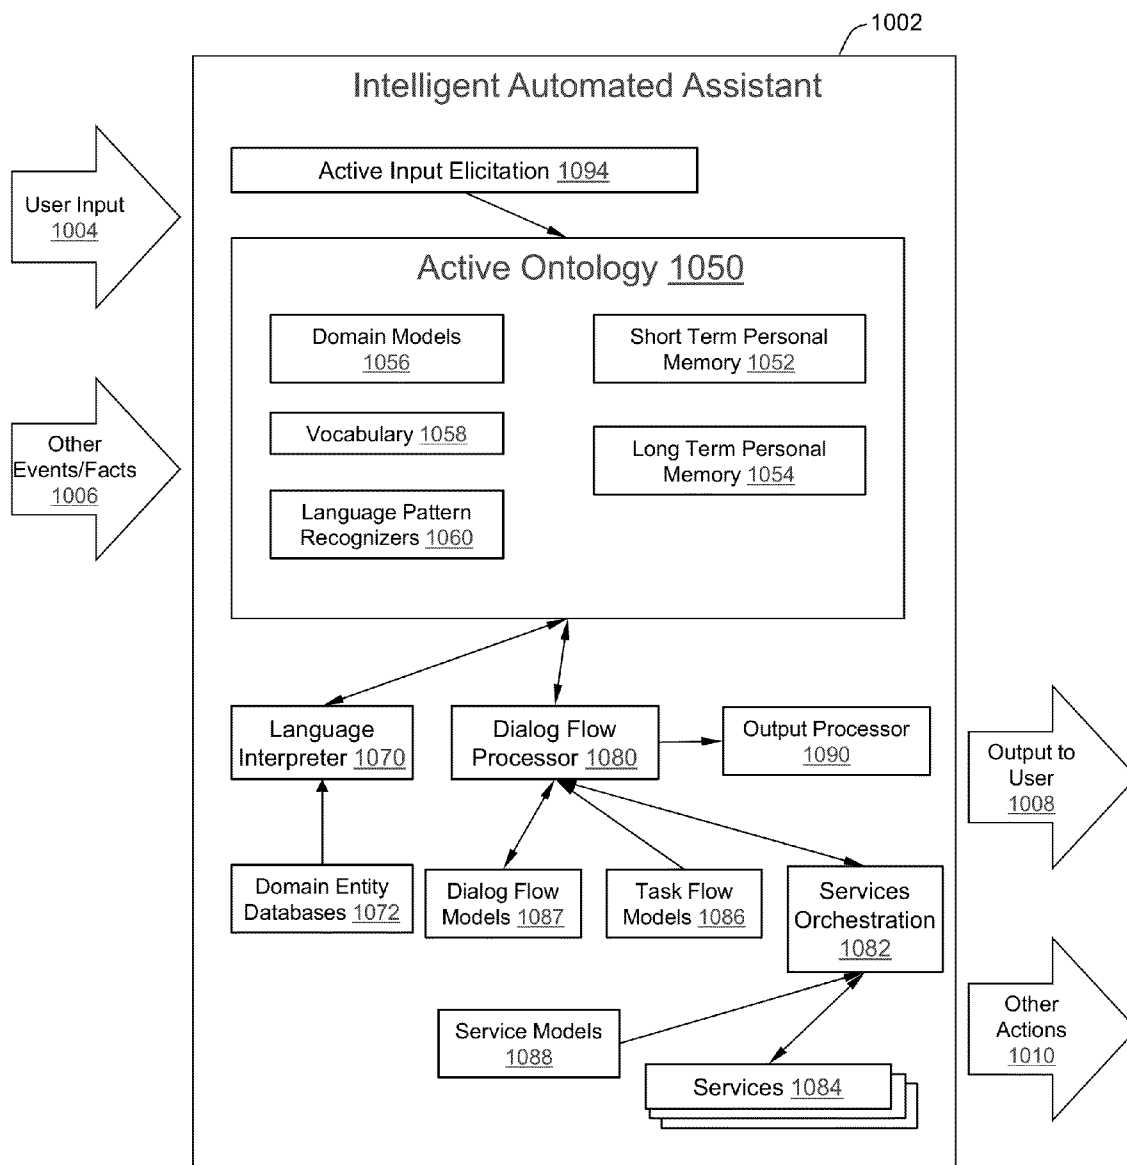 1002
Intelligent Automated Assistant
Active Input Elicitation 1094
User Input
1004
Active Ontology 1050
Domain Models
1056
Short Term Personal
Memory 1052
Vocabulary 1058
Long Term Personal
Memory 1054
Other
Events/Facts
1006
Language Pattern
Recognizers 1060
Language
Interpreter 1070
Dialog Flow
Processor 1080
Output Processor
1090
Output to
User
1008
Domain Entity
Databases 1072
Dialog Flow
Models 1087
Task Flow
Models 1086
Services
Orchestration
1082
Other
Actions
1010
Service Models
1088
Services 1084